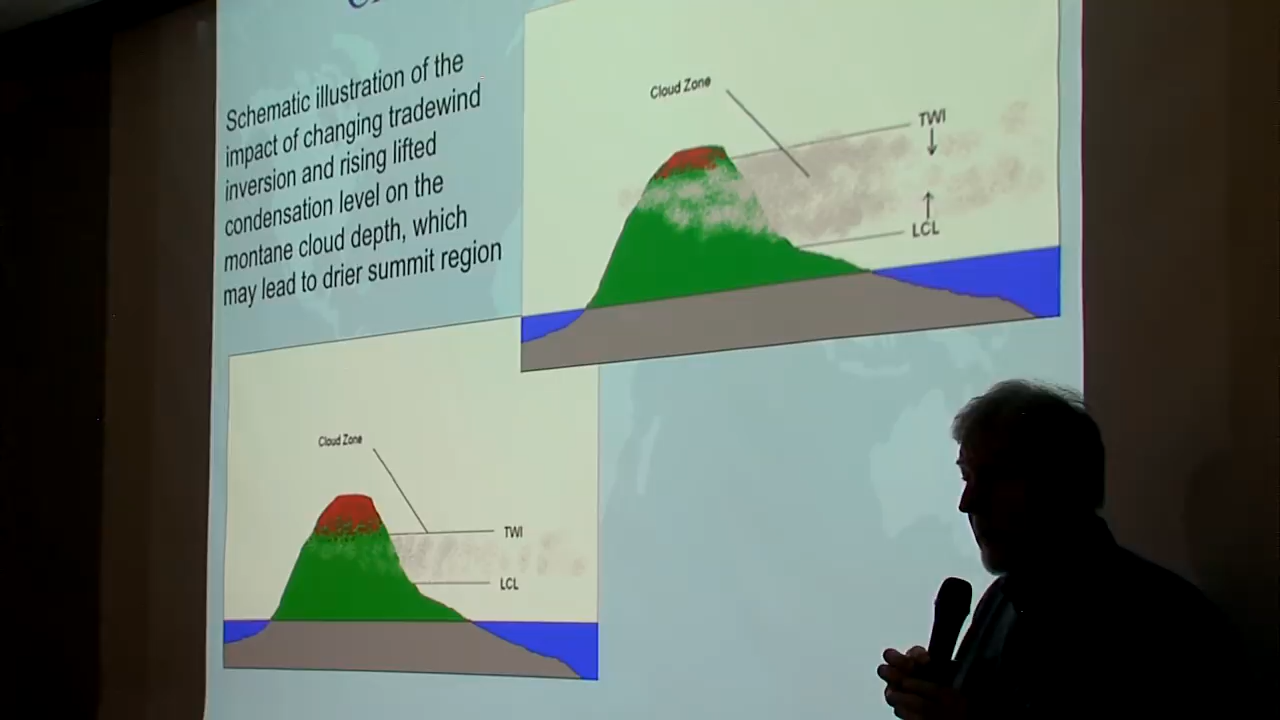 Schematic illustration of the
impact of changing tradewind
inversion and rising lifted
condensation level on the
montane cloud depth, which
may lead to drier summit region
Cloud Zone
TWI
LCL
Cloud Zone
TWI
LCL